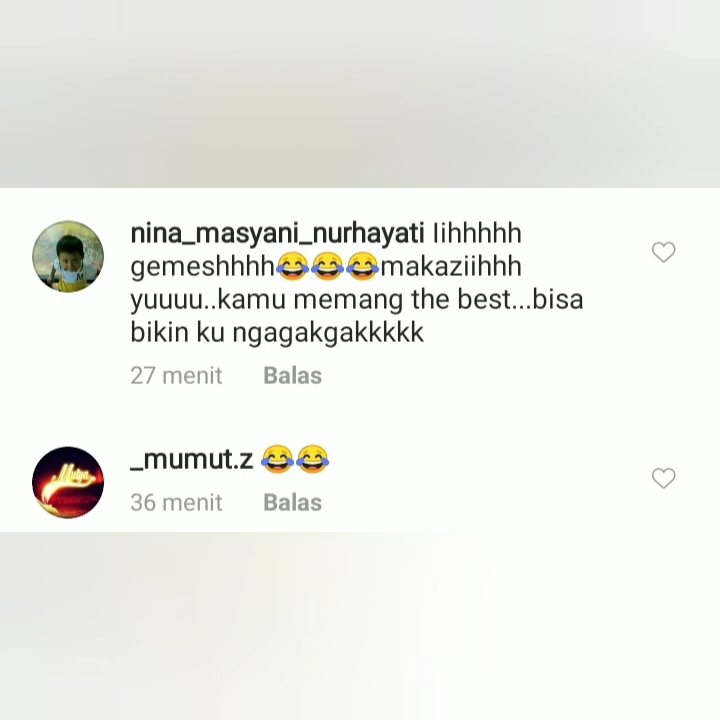 nina_masyani_nurhayati Iihhhhh
gemeshhhh😂😂😂makaziihhh
yuuuu..kamu memang the best...bisa
bikin ku ngagakgakkkkk
27 menit Balas
Mutya
_mumut.z 😂😂
36 menit Balas